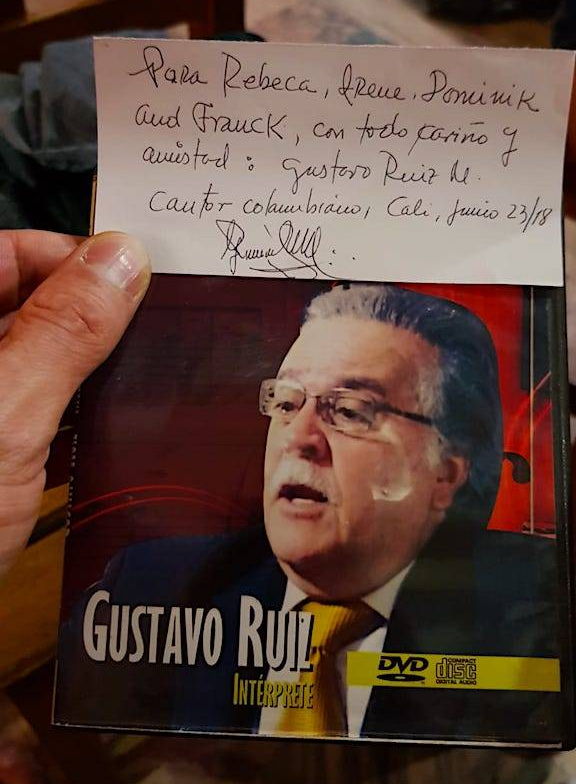 Para Rebeca, Irene, Dominik
and Franck, con todo cariño y
amistad: Gustavo Ruiz M.
Cantor colombiano, Cali, Junio 23/18
GUSTAVO RUIZ
INTÉRPRETE
DVD
COMPACT
disc
DIGITAL AUDIO